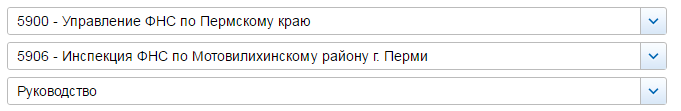 5900 - Управление ФНС по Пермскому краю
5906 - Инспекция ФНС по Мотовилихинскому району г. Перми
Руководство